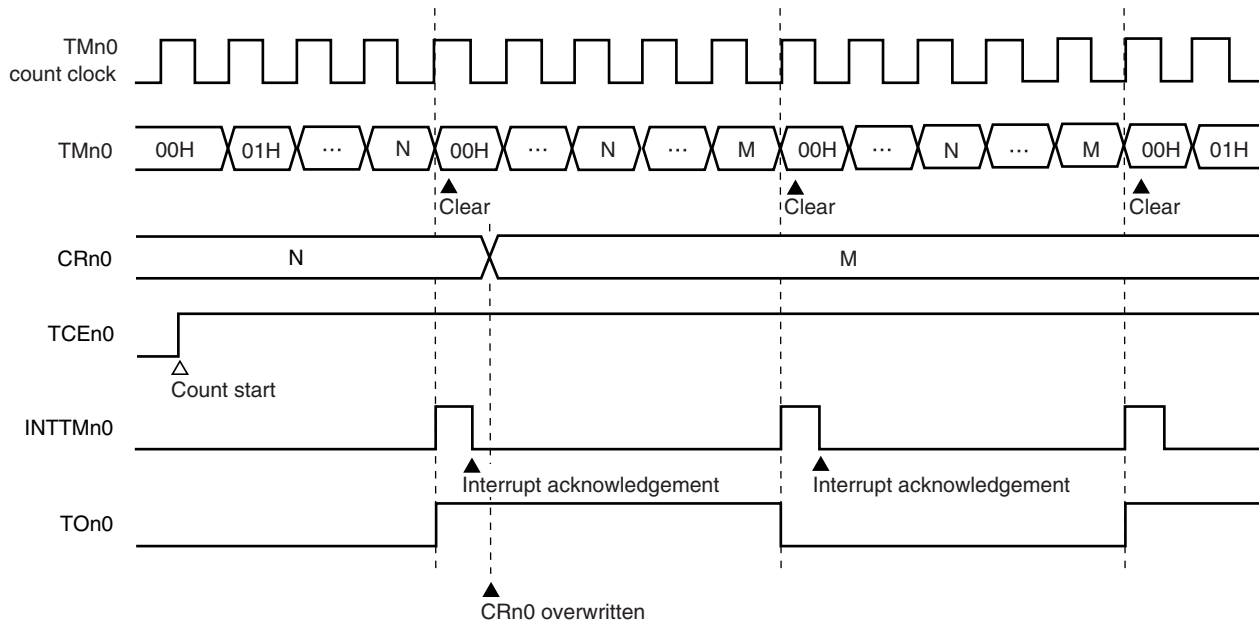 TMn0
count clock
TMn0 00H 01H ... N 00H ... N ... M 00H ... N ... M 00H 01H
Clear Clear Clear
CRn0 N M
TCEn0
Count start
INTTMn0
Interrupt acknowledgement Interrupt acknowledgement
TOn0
CRn0 overwritten